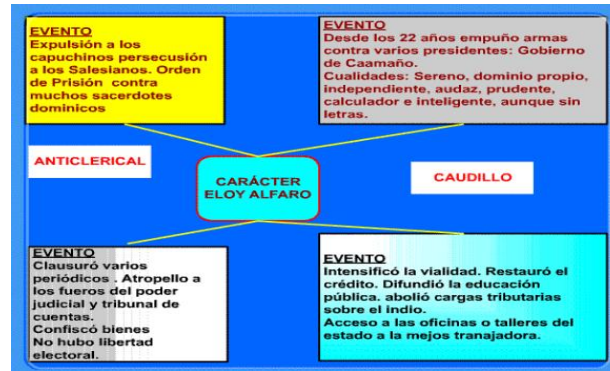 EVENTO
Expulsión a los
capuchinos persecusión
a los Salesianos. Orden
de Prisión contra
muchos sacerdotes
dominicos
EVENTO
Desde los 22 años empuño armas
contra varios presidentes: Gobierno
de Caamaño.
Cualidades: Sereno, dominio propio,
independiente, audaz, prudente,
calculador e inteligente, aunque sin
letras.
ANTICLERICAL
CARÁCTER
ELOY ALFARO
CAUDILLO
EVENTO
Clausuró varios
periódicos . Atropello a
los fueros del poder
judicial y tribunal de
cuentas.
Confiscó bienes
No hubo libertad
electoral.
EVENTO
Intensificó la vialidad. Restauró el
crédito. Difundió la educación
pública. abolió cargas tributarias
sobre el indio.
Acceso a las oficinas o talleres del
estado a la mejos tranajadora.